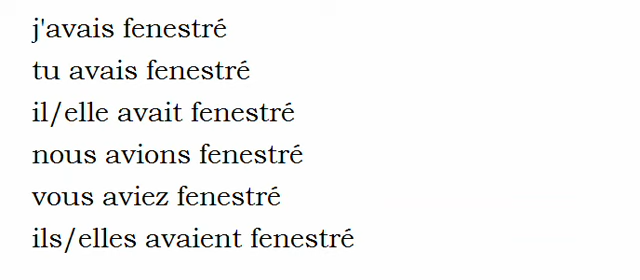 j'avais fenestré
tu avais fenestré
il/elle avait fenestré
nous avions fenestré
vous aviez fenestré
ils/elles avaient fenestré